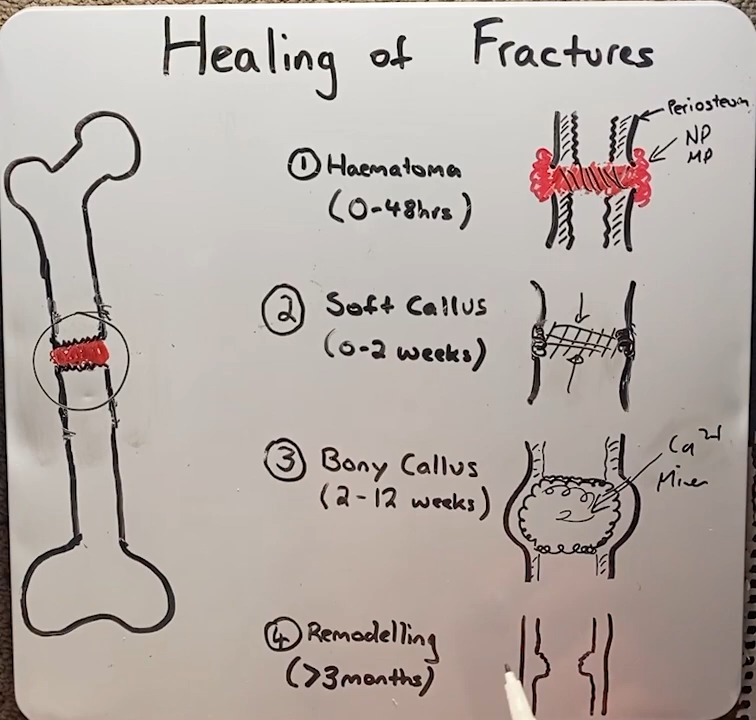 Healing of Fractures
① Haematoma
(0-48hrs)
Periosteum
NP
MP
② Soft Callus
(0-2 weeks)
③ Bony Callus
(2-12 weeks)
Ca²⁺
④ Remodelling
(>3months)